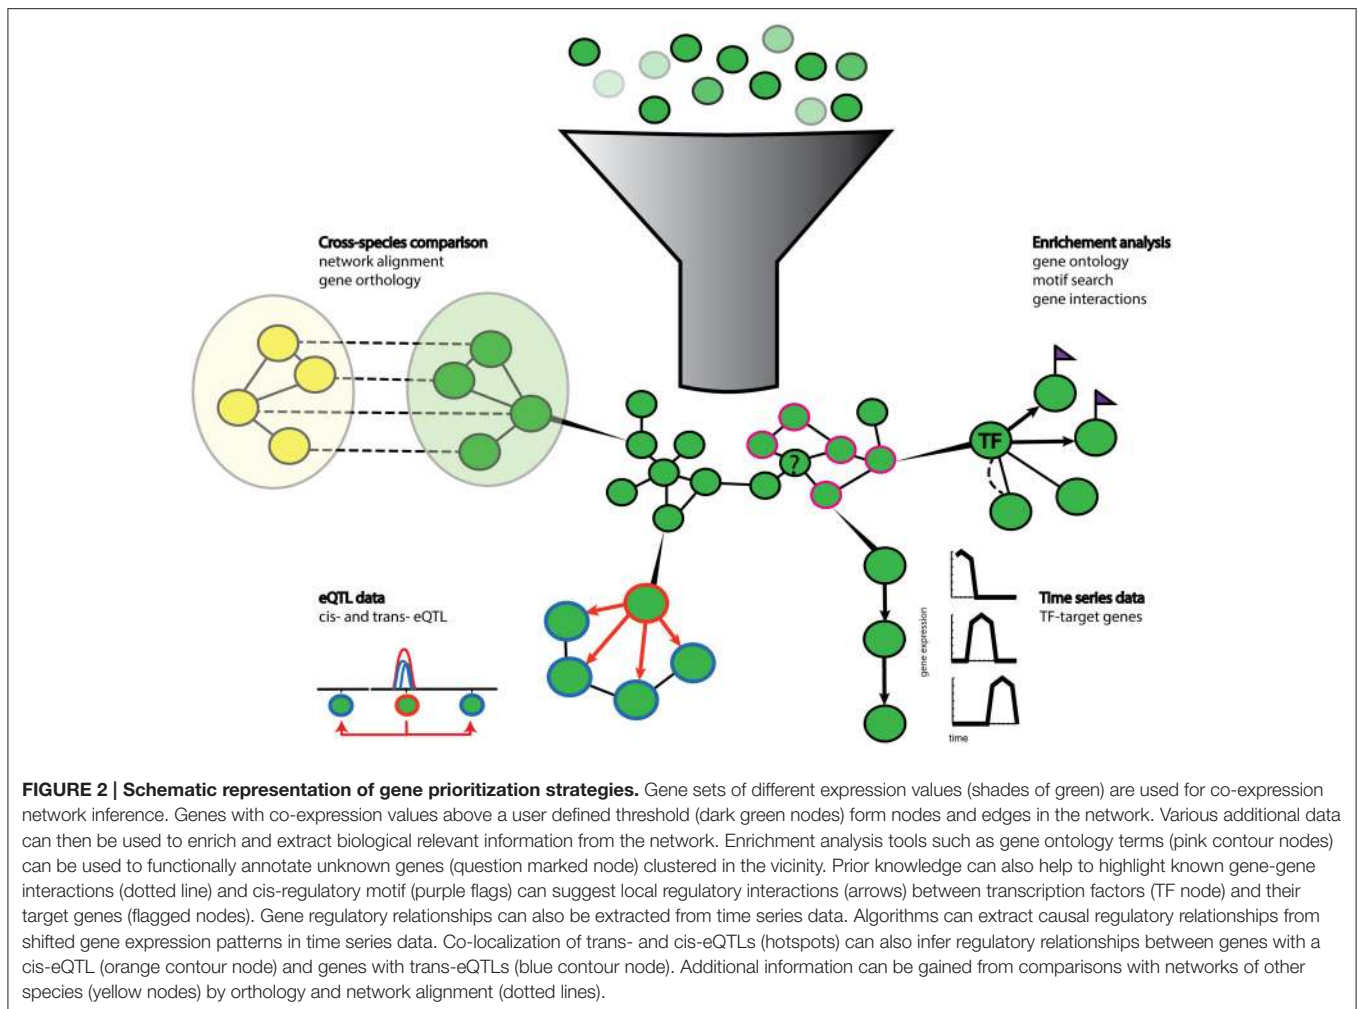 Cross-species comparison
network alignment
gene orthology
Enrichement analysis
gene ontology
motif search
gene interactions
TF
?
eQTL data
cis- and trans- eQTL
gene expression
time
Time series data
TF-target genes
FIGURE 2 | Schematic representation of gene prioritization strategies. Gene sets of different expression values (shades of green) are used for co-expression
network inference. Genes with co-expression values above a user defined threshold (dark green nodes) form nodes and edges in the network. Various additional data
can then be used to enrich and extract biological relevant information from the network. Enrichment analysis tools such as gene ontology terms (pink contour nodes)
can be used to functionally annotate unknown genes (question marked node) clustered in the vicinity. Prior knowledge can also help to highlight known gene-gene
interactions (dotted line) and cis-regulatory motif (purple flags) can suggest local regulatory interactions (arrows) between transcription factors (TF node) and their
target genes (flagged nodes). Gene regulatory relationships can also be extracted from time series data. Algorithms can extract causal regulatory relationships from
shifted gene expression patterns in time series data. Co-localization of trans- and cis-eQTLs (hotspots) can also infer regulatory relationships between genes with a
cis-eQTL (orange contour node) and genes with trans-eQTLs (blue contour node). Additional information can be gained from comparisons with networks of other
species (yellow nodes) by orthology and network alignment (dotted lines).